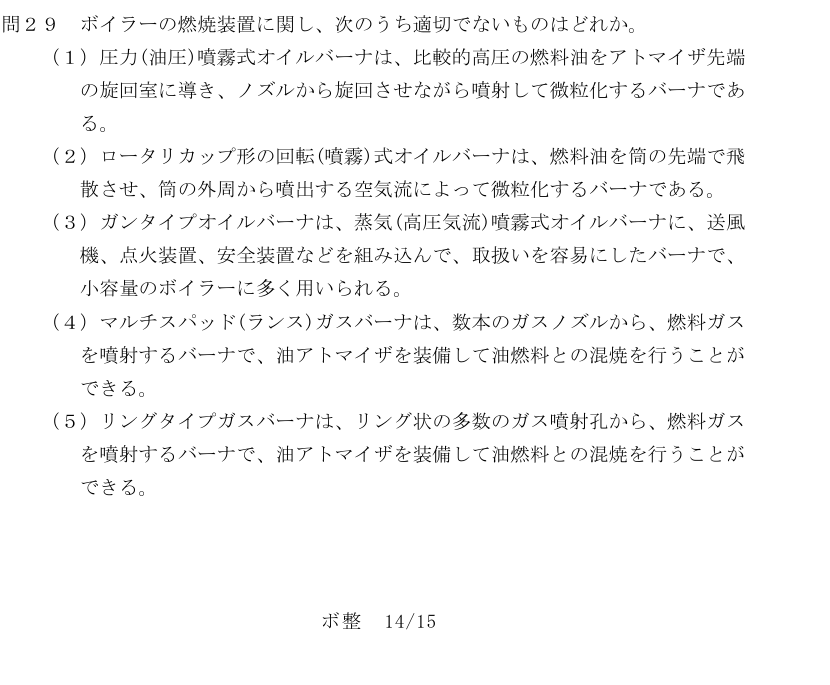 問２９　ボイラーの燃焼装置に関し、次のうち適切でないものはどれか。
（１）圧力(油圧)噴霧式オイルバーナは、比較的高圧の燃料油をアトマイザ先端
の旋回室に導き、ノズルから旋回させながら噴射して微粒化するバーナであ
る。
（２）ロータリカップ形の回転(噴霧)式オイルバーナは、燃料油を筒の先端で飛
散させ、筒の外周から噴出する空気流によって微粒化するバーナである。
（３）ガンタイプオイルバーナは、蒸気(高圧気流)噴霧式オイルバーナに、送風
機、点火装置、安全装置などを組み込んで、取扱いを容易にしたバーナで、
小容量のボイラーに多く用いられる。
（４）マルチスパッド(ランス)ガスバーナは、数本のガスノズルから、燃料ガス
を噴射するバーナで、油アトマイザを装備して油燃料との混焼を行うことが
できる。
（５）リングタイプガスバーナは、リング状の多数のガス噴射孔から、燃料ガス
を噴射するバーナで、油アトマイザを装備して油燃料との混焼を行うことが
できる。
ボ整　14/15